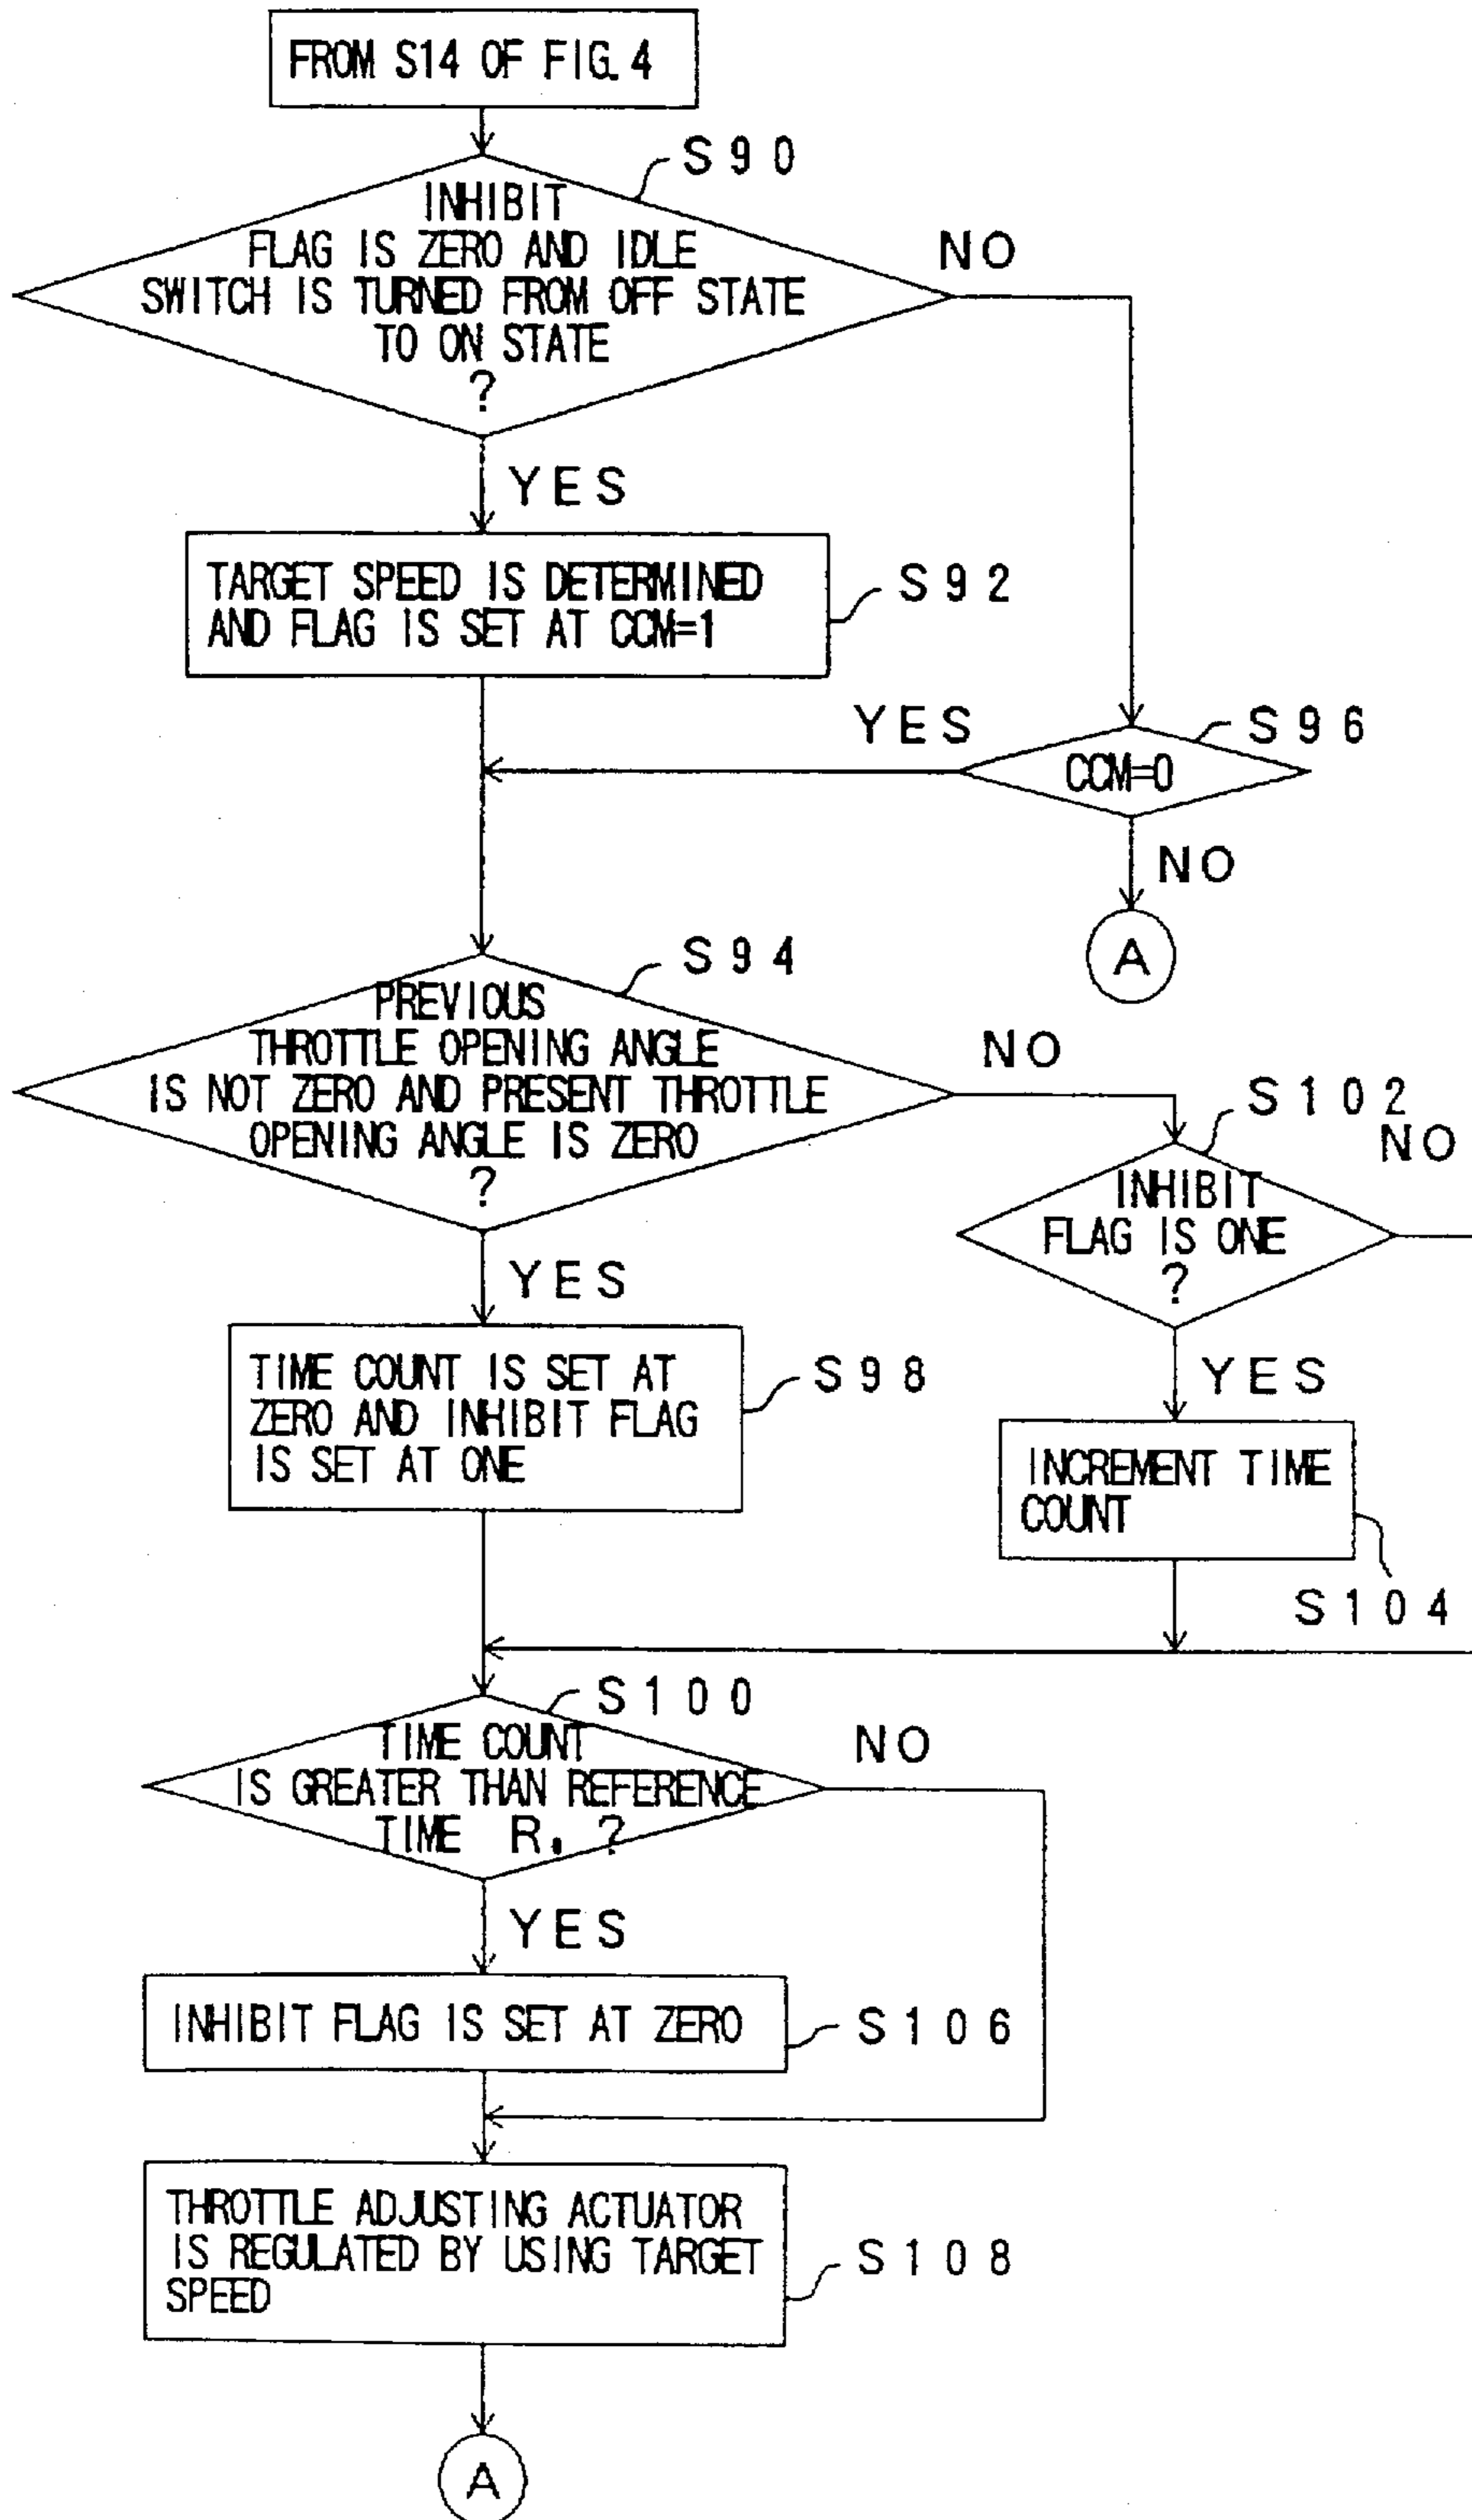 FROM S14 OF FIG. 4
S90
INHIBIT
FLAG IS ZERO AND IDLE
SWITCH IS TURNED FROM OFF STATE
TO ON STATE
?
NO
YES
TARGET SPEED IS DETERMINED
AND FLAG IS SET AT CCM=1
S92
YES
S96
CCM=0
NO
A
S94
PREVIOUS
THROTTLE OPENING ANGLE
IS NOT ZERO AND PRESENT THROTTLE
OPENING ANGLE IS ZERO
?
NO
S102
NO
INHIBIT
FLAG IS ONE
?
YES
YES
TIME COUNT IS SET AT
ZERO AND INHIBIT FLAG
IS SET AT ONE
S98
INCREMENT TIME
COUNT
S104
S100
TIME COUNT
IS GREATER THAN REFERENCE
TIME R₁ ?
NO
YES
INHIBIT FLAG IS SET AT ZERO
S106
THROTTLE ADJUSTING ACTUATOR
IS REGULATED BY USING TARGET
SPEED
S108
A